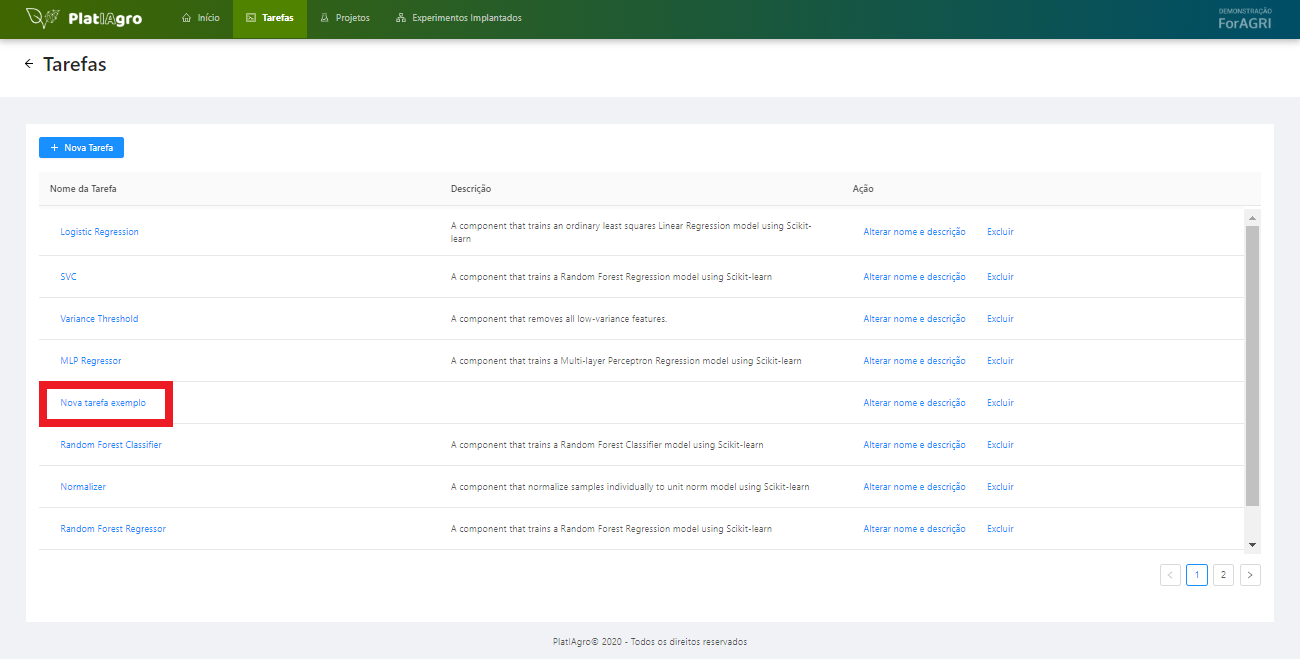 PlatIAgro
Início
Tarefas
Projetos
Experimentos Implantados
DEMONSTRAÇÃO
ForAGRI
Tarefas
Nova Tarefa
Nome da Tarefa
Descrição
Ação
Logistic Regression
A component that trains an ordinary least squares Linear Regression model using Scikit-
learn
Alterar nome e descrição
Excluir
SVC
A component that trains a Random Forest Regression model using Scikit-learn
Alterar nome e descrição
Excluir
Variance Threshold
A component that removes all low-variance features.
Alterar nome e descrição
Excluir
MLP Regressor
A component that trains a Multi-layer Perceptron Regression model using Scikit-learn
Alterar nome e descrição
Excluir
Nova tarefa exemplo
Alterar nome e descrição
Excluir
Random Forest Classifier
A component that trains a Random Forest Classifier model using Scikit-learn
Alterar nome e descrição
Excluir
Normalizer
A component that normalize samples individually to unit norm model using Scikit-learn
Alterar nome e descrição
Excluir
Random Forest Regressor
A component that trains a Random Forest Regression model using Scikit-learn
Alterar nome e descrição
Excluir
1
2
PlatIAgro© 2020 - Todos os direitos reservados